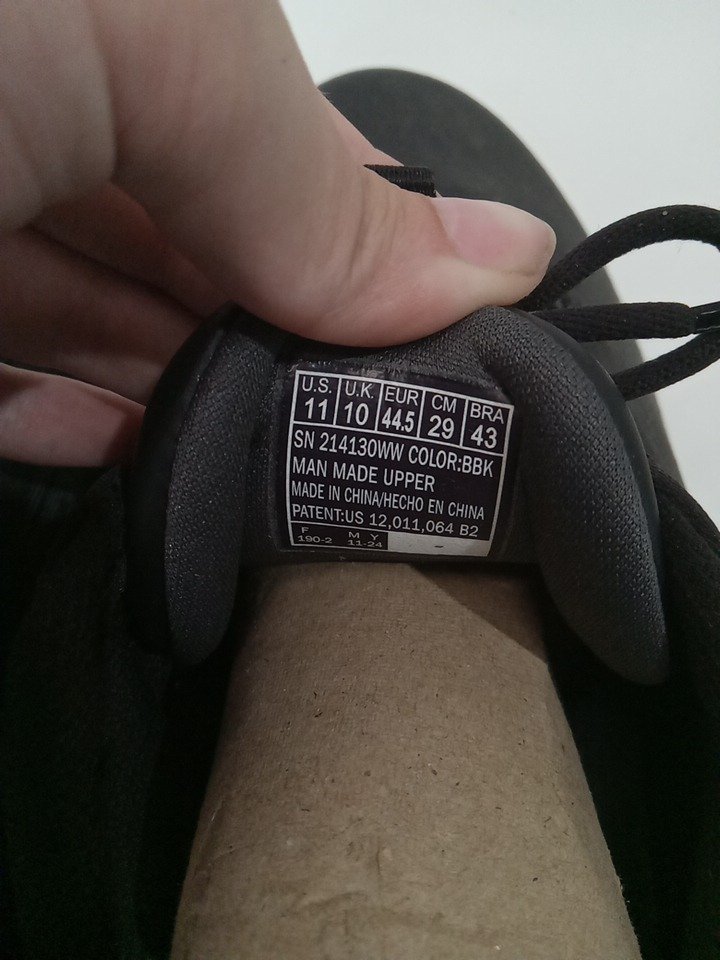 U.S. U.K. EUR CM BRA
11 10 44.5 29 43
SN 214130WW COLOR:BBK
MAN MADE UPPER
MADE IN CHINA/HECHO EN CHINA
PATENT:US 12,011,064 B2
F M Y
190-2 11-24 -